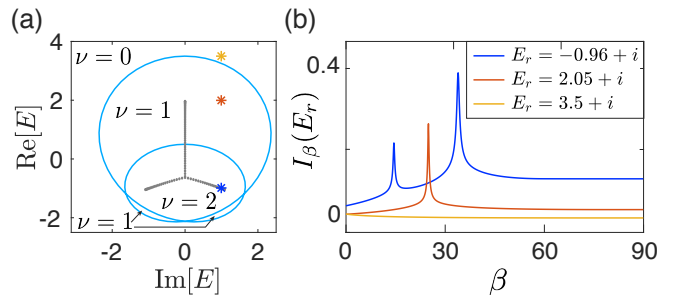 (a)
4
2
0
-2
Re[E]
ν = 0
ν = 1
ν = 2
ν = 1
-2
0
2
Im[E]
(b)
0.4
0
I_β(E_r)
E_r = −0.96 + i
E_r = 2.05 + i
E_r = 3.5 + i
0
30
60
90
β